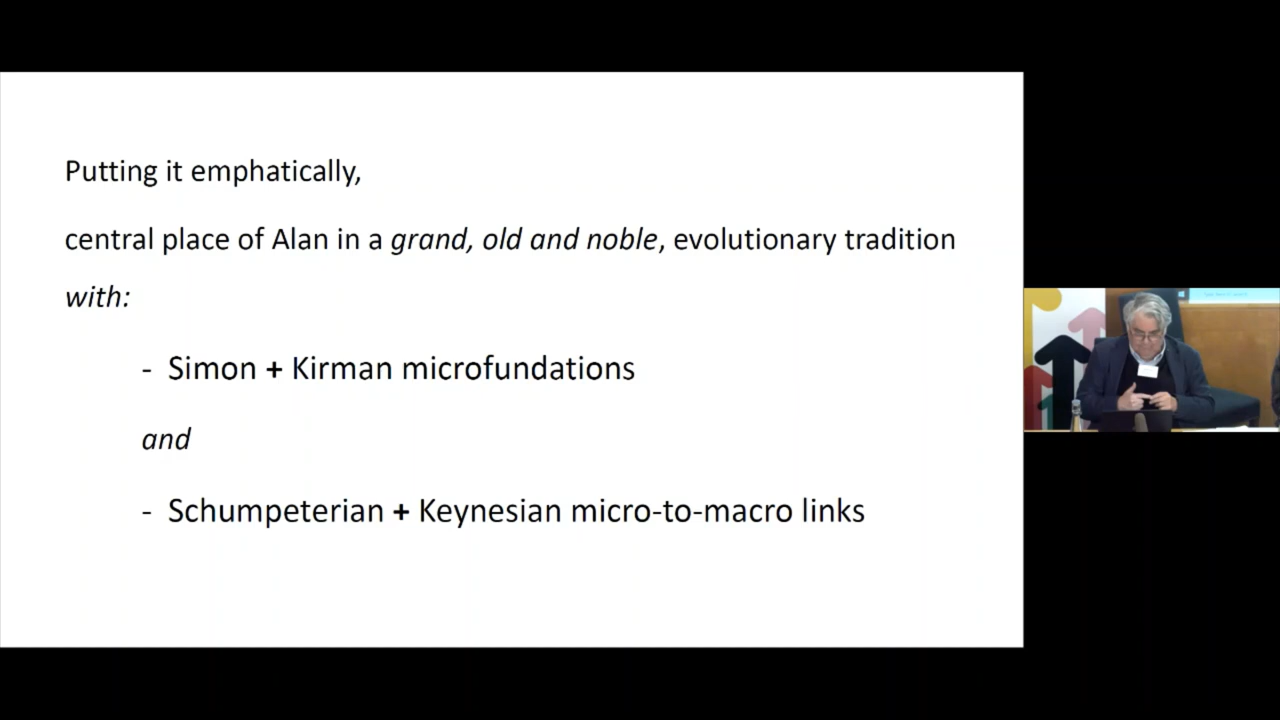 Putting it emphatically,
central place of Alan in a grand, old and noble, evolutionary tradition
with:
- Simon + Kirman microfundations
and
- Schumpeterian + Keynesian micro-to-macro links